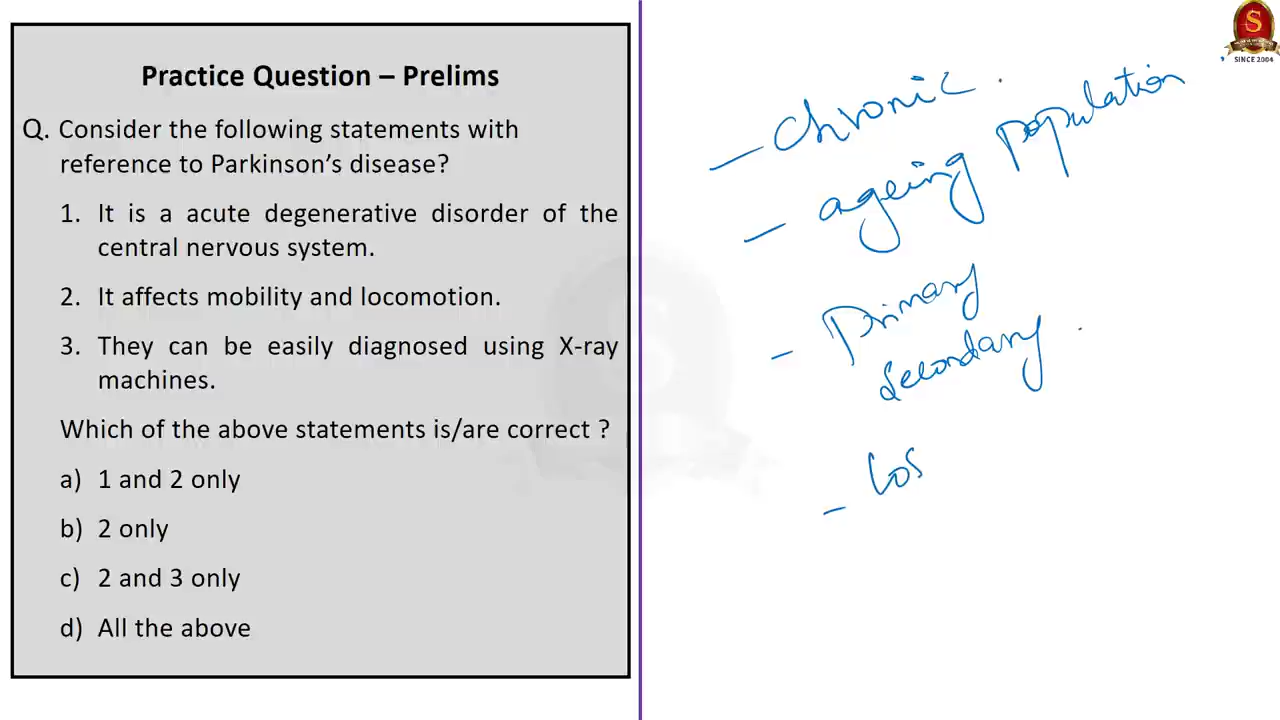 Practice Question – Prelims
Q. Consider the following statements with
reference to Parkinson's disease?
1. It is a acute degenerative disorder of the
central nervous system.
2. It affects mobility and locomotion.
3. They can be easily diagnosed using X-ray
machines.
Which of the above statements is/are correct ?
a) 1 and 2 only
b) 2 only
c) 2 and 3 only
d) All the above
S
SINCE 2004
- chronic.
- ageing population
- Primary
Secondary
- Los